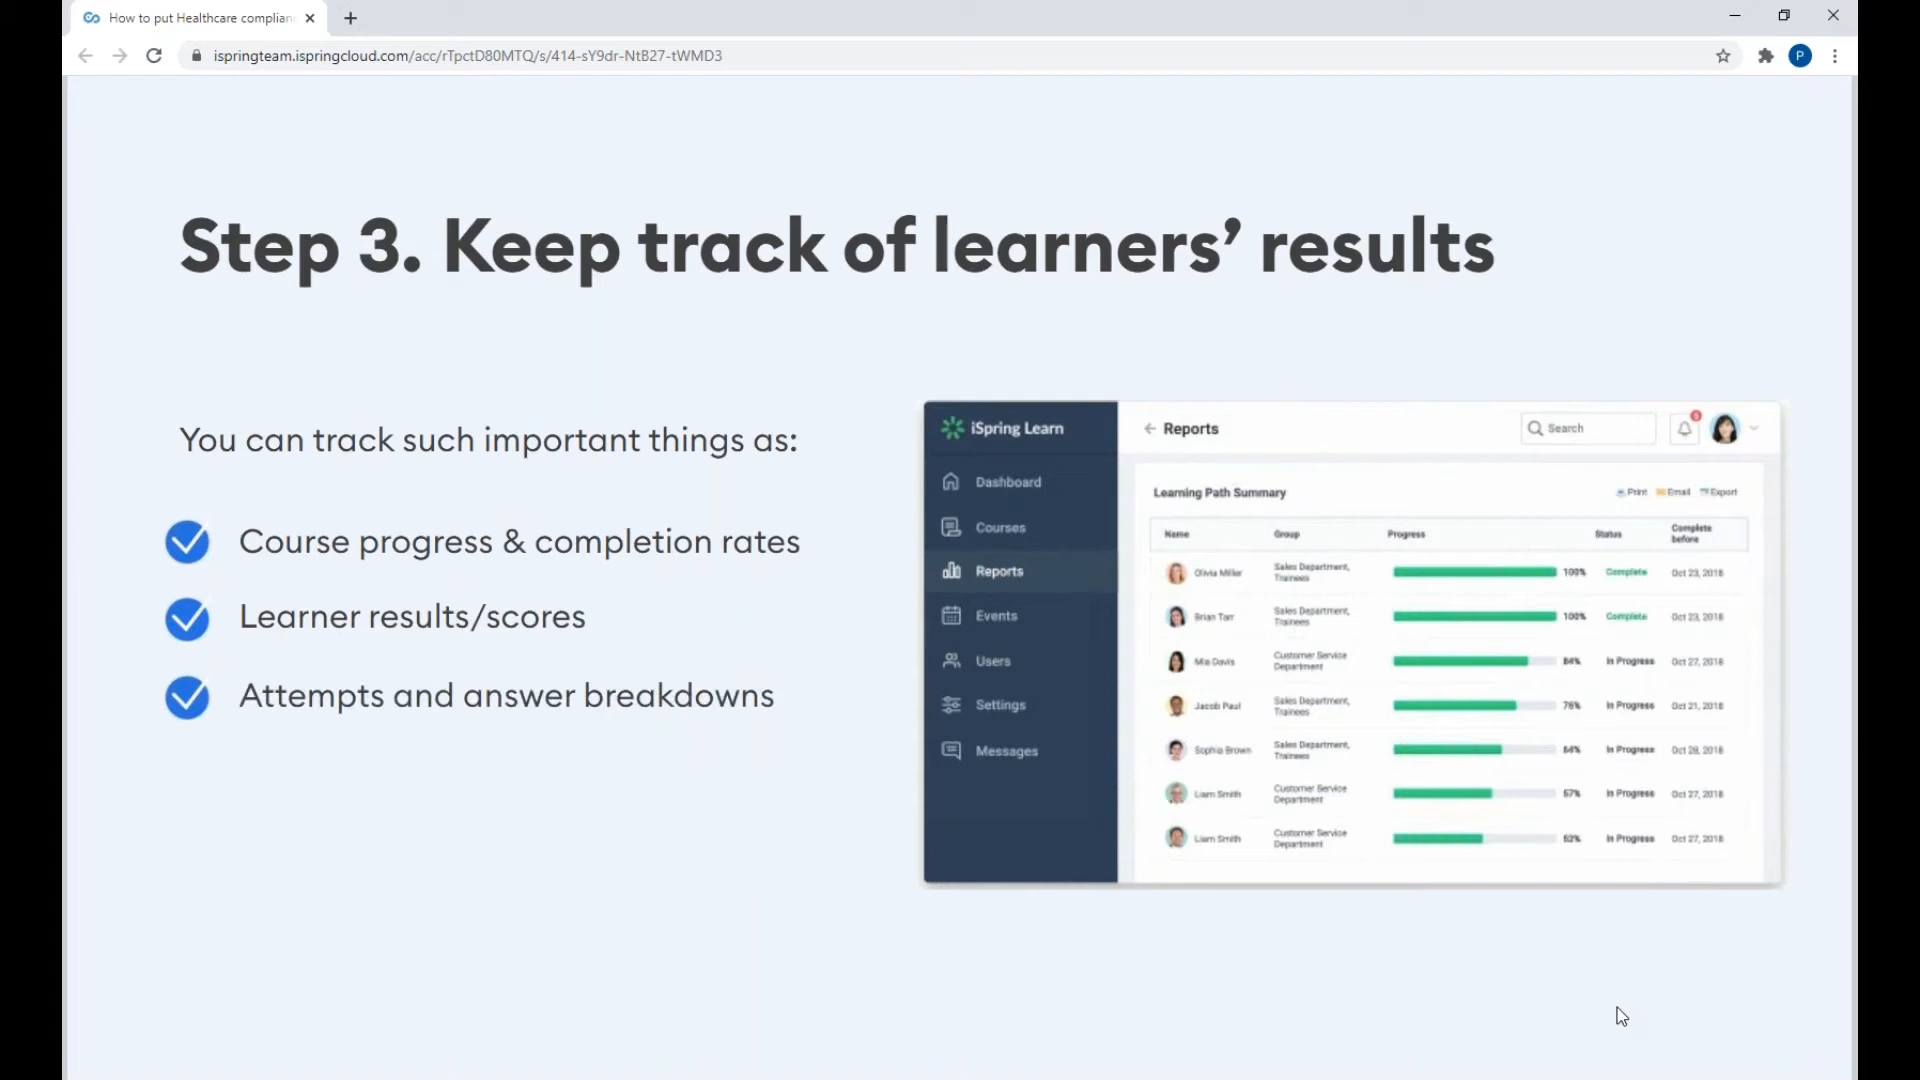 How to put Healthcare complian
ispringteam.ispringcloud.com/acc/rTpctD80MTQ/s/414-sY9dr-NtB27-tWMD3
P
Step 3. Keep track of learners’ results
You can track such important things as:
Course progress & completion rates
Learner results/scores
Attempts and answer breakdowns
iSpring Learn
Dashboard
Courses
Reports
Events
Users
Settings
Messages
Reports
Search
Learning Path Summary
Print Email Export
Name Group Progress Status Complete before
Olivia Miller Sales Department, Trainees 100% Complete Oct 23, 2018
Brian Tarr Sales Department, Trainees 100% Complete Oct 23, 2018
Mia Davis Customer Service Department 84% In Progress Oct 27, 2018
Jacob Paul Sales Department, Trainees 76% In Progress Oct 21, 2018
Sophia Brown Sales Department, Trainees 64% In Progress Oct 28, 2018
Liam Smith Customer Service Department 57% In Progress Oct 27, 2018
Liam Smith Customer Service Department 52% In Progress Oct 27, 2018